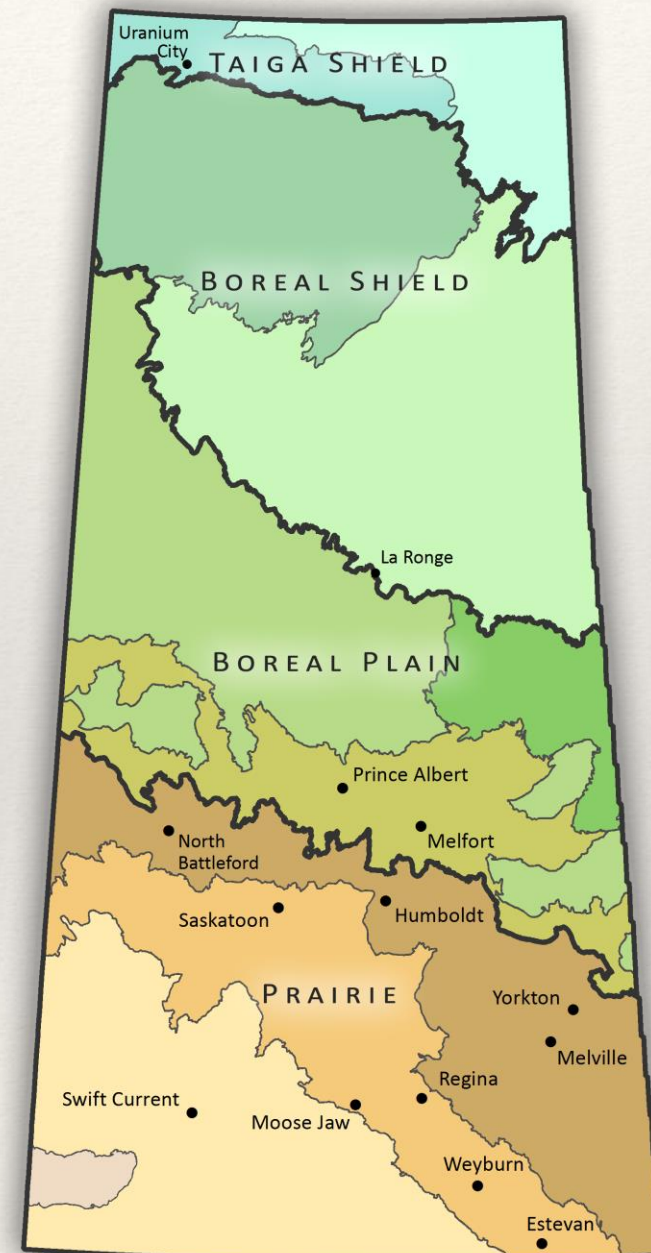 Uranium
City
TAIGA SHIELD
BOREAL SHIELD
La Ronge
BOREAL PLAIN
Prince Albert
Melfort
North
Battleford
Humboldt
Saskatoon
PRAIRIE
Yorkton
Melville
Regina
Swift Current
Moose Jaw
Weyburn
Estevan